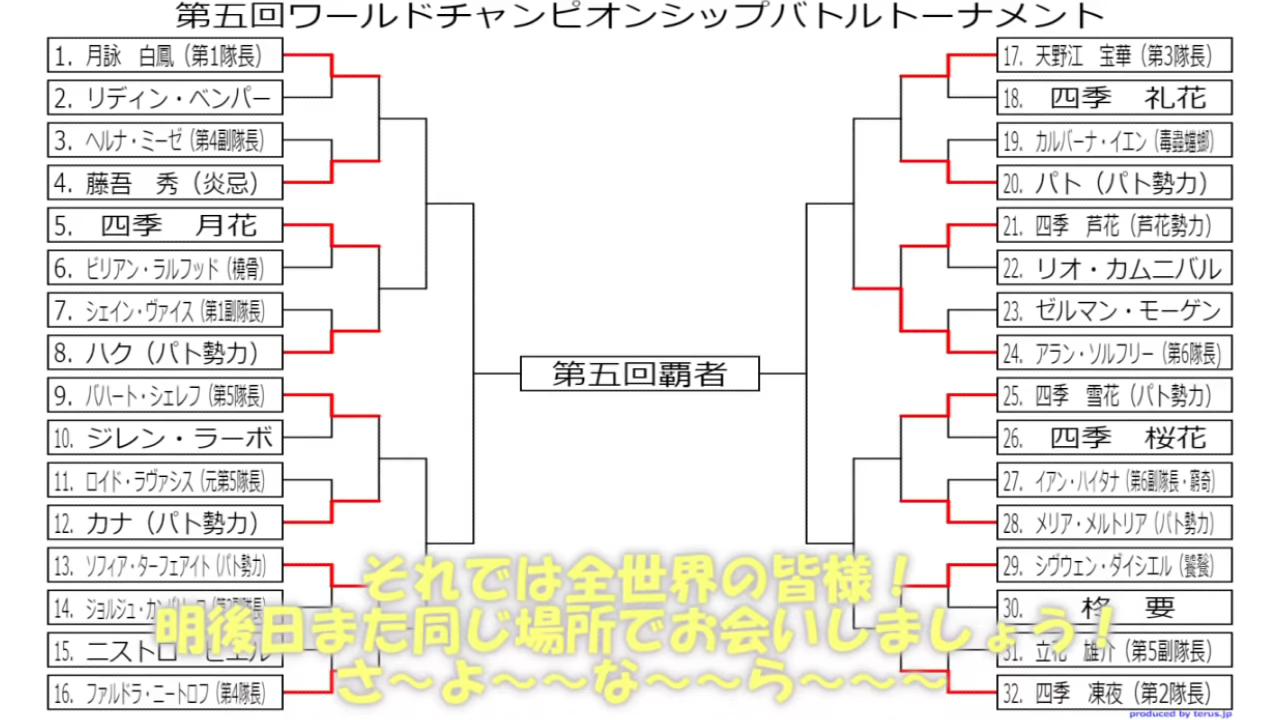 第五回ワールドチャンピオンシップバトルトーナメント
1. 月詠 白鳳（第1隊長）
2. リディン・ベンパー
3. ヘルナ・ミーゼ（第4副隊長）
4. 藤吾 秀（炎忌）
5. 四季 月花
6. ビリアン・ラルフッド（橈骨）
7. シェイン・ヴァイス（第1副隊長）
8. ハク（パト勢力）
9. バハート・シェレフ（第5隊長）
10. ジレン・ラーボ
11. ロイド・ラヴァシス（元第5隊長）
12. カナ（パト勢力）
13. ソフィア・ターフェアイト（パト勢力）
14. ジョルジュ・
15. ニストロ
16. ファルドラ・ニートロフ（第4隊長）
第五回覇者
17. 天野江 宝華（第3隊長）
18. 四季 礼花
19. カルバーナ・イエン（毒蟲蟷螂）
20. パト（パト勢力）
21. 四季 芦花（芦花勢力）
22. リオ・カムニバル
23. ゼルマン・モーゲン
24. アラン・ソルフリー（第6隊長）
25. 四季 雪花（パト勢力）
26. 四季 桜花
27. イアン・ハイタナ（第6副隊長・窮奇）
28. メリア・メルトリア（パト勢力）
29. シヴウェン・ダイシエル（饕餮）
30. 柊 要
31. 立花 雄介（第5副隊長）
32. 四季 凍夜（第2隊長）
それでは全世界の皆様！
明後日また同じ場所でお会いしましょう！
さ～よ～～な～～ら～～～～
produced by terus.jp